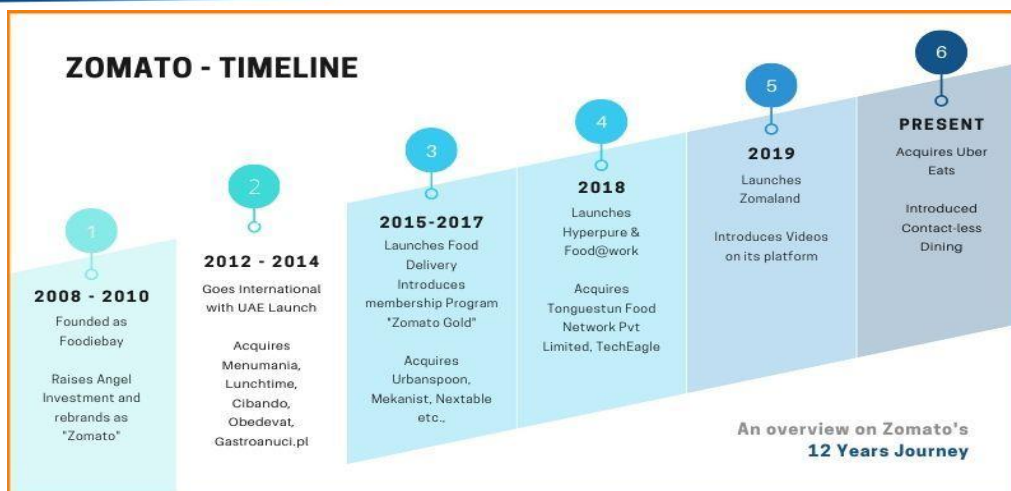 ZOMATO - TIMELINE
1
2008 - 2010
Founded as
Foodiebay
Raises Angel
Investment and
rebrands as
"Zomato"
2
2012 - 2014
Goes International
with UAE Launch
Acquires
Menumania,
Lunchtime,
Cibando,
Obedevat,
Gastroanuci.pl
3
2015-2017
Launches Food
Delivery
Introduces
membership Program
"Zomato Gold"
Acquires
Urbanspoon,
Mekanist, Nextable
etc.,
4
2018
Launches
Hyperpure &
Food@work
Acquires
Tonguestun Food
Network Pvt
Limited, TechEagle
5
2019
Launches
Zomaland
Introduces Videos
on its platform
6
PRESENT
Acquires Uber
Eats
Introduced
Contact-less
Dining
An overview on Zomato's
12 Years Journey